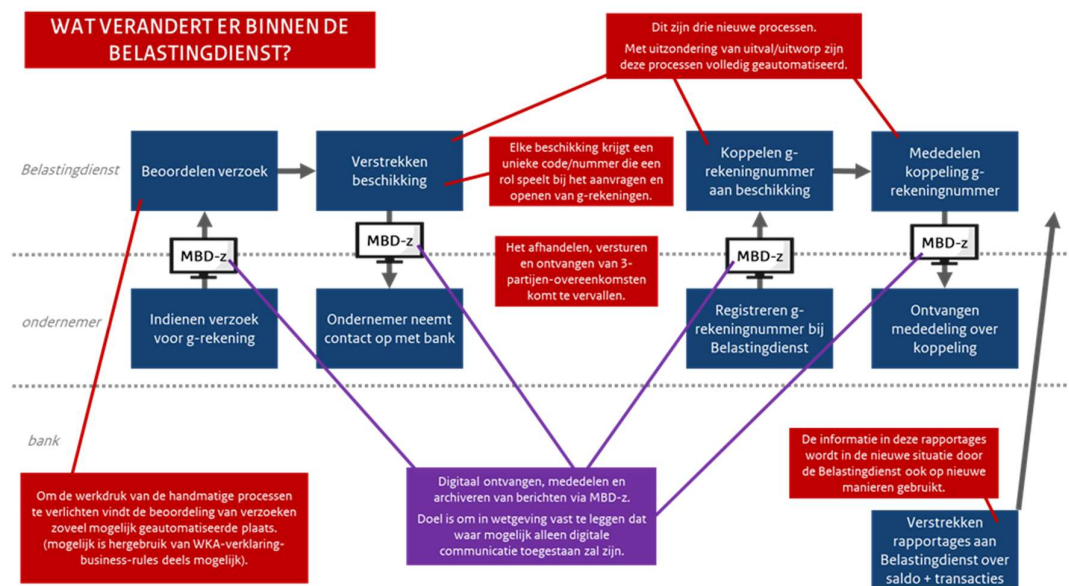 WAT VERANDERT ER BINNEN DE
BELASTINGDIENST?
Dit zijn drie nieuwe processen.
Met uitzondering van uitval/uitworp zijn
deze processen volledig geautomatiseerd.
Belastingdienst
Beoordelen verzoek
Verstrekken
beschikking
Elke beschikking krijgt een
unieke code/nummer die een
rol speelt bij het aanvragen en
openen van g-rekeningen.
Koppelen g-
rekeningnummer
aan beschikking
Mededelen
koppeling g-
rekeningnummer
MBD-z
MBD-z
MBD-z
MBD-z
Het afhandelen, versturen
en ontvangen van 3-
partijen-overeenkomsten
komt te vervallen.
ondernemer
Indienen verzoek
voor g-rekening
Ondernemer neemt
contact op met bank
Registreren g-
rekeningnummer bij
Belastingdienst
Ontvangen
mededeling over
koppeling
bank
Om de werkdruk van de handmatige processen
te verlichten vindt de beoordeling van verzoeken
zoveel mogelijk geautomatiseerde plaats.
(mogelijk is hergebruik van WKA-verklaring-
business-rules deels mogelijk).
Digitaal ontvangen, mededelen en
archiveren van berichten via MBD-z.
Doel is om in wetgeving vast te leggen dat
waar mogelijk alleen digitale
communicatie toegestaan zal zijn.
De informatie in deze rapportages
wordt in de nieuwe situatie door
de Belastingdienst ook op nieuwe
manieren gebruikt.
Verstrekken
rapportages aan
Belastingdienst over
saldo + transacties